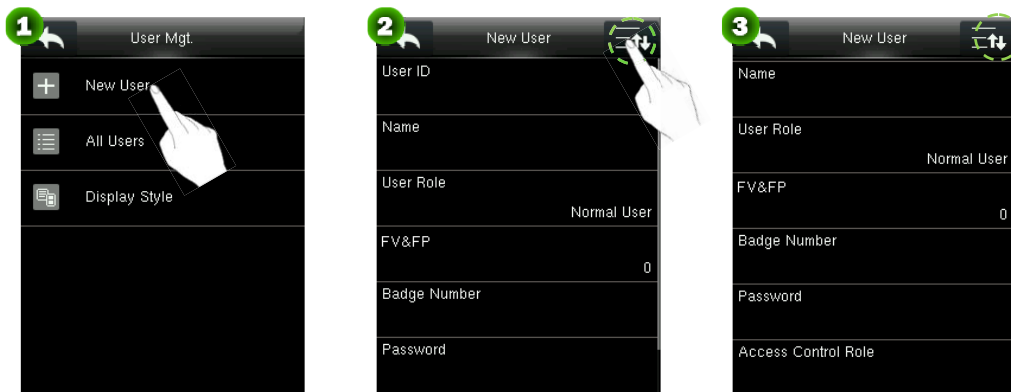 1
User Mgt.
New User
All Users
Display Style
2
New User
User ID
Name
User Role
Normal User
FV&FP
0
Badge Number
Password
3
New User
Name
User Role
Normal User
FV&FP
0
Badge Number
Password
Access Control Role